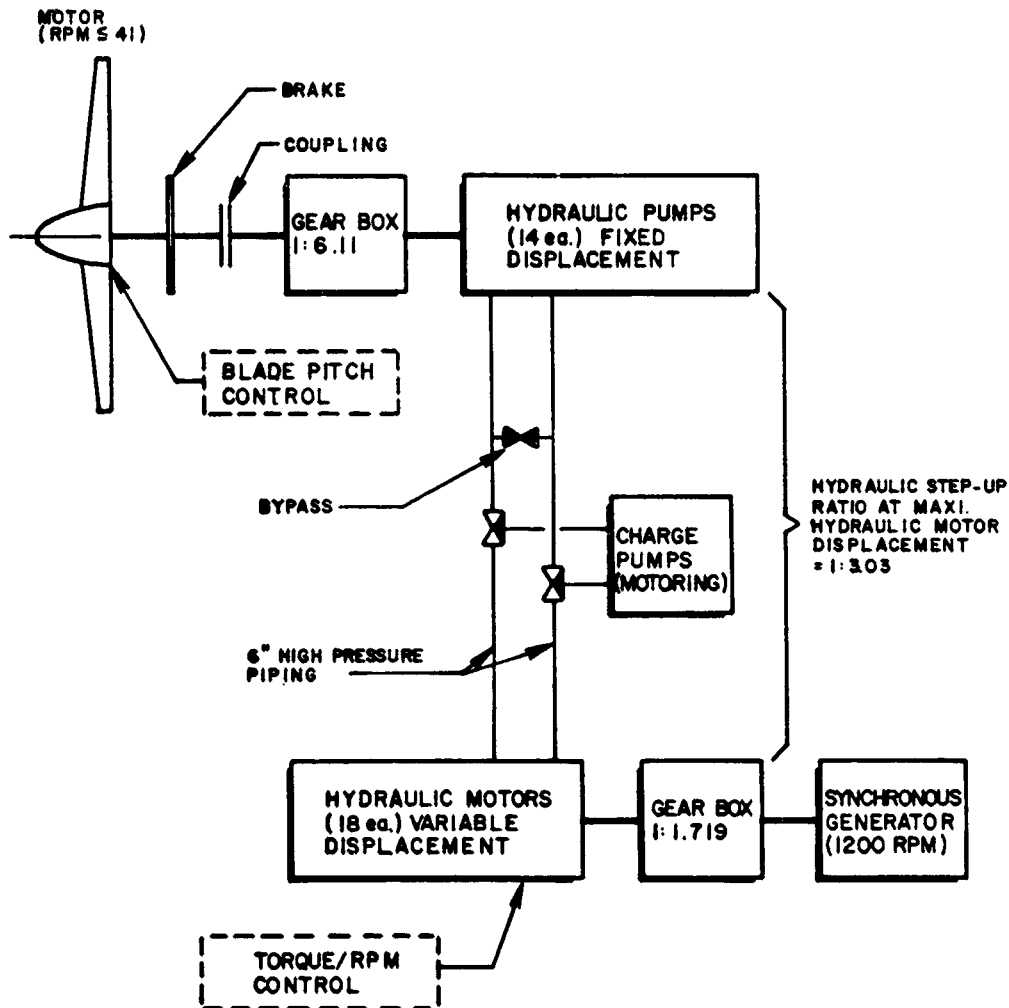 MOTOR
(RPM ≤ 41)
BRAKE
COUPLING
GEAR BOX
1:6.11
HYDRAULIC PUMPS
(14 ea.) FIXED
DISPLACEMENT
BLADE PITCH
CONTROL
BYPASS
CHARGE
PUMPS
(MOTORING)
HYDRAULIC STEP-UP
RATIO AT MAXI.
HYDRAULIC MOTOR
DISPLACEMENT
= 1:3.03
6" HIGH PRESSURE
PIPING
HYDRAULIC MOTORS
(18 ea.) VARIABLE
DISPLACEMENT
GEAR BOX
1:1.719
SYNCHRONOUS
GENERATOR
(1200 RPM)
TORQUE/RPM
CONTROL